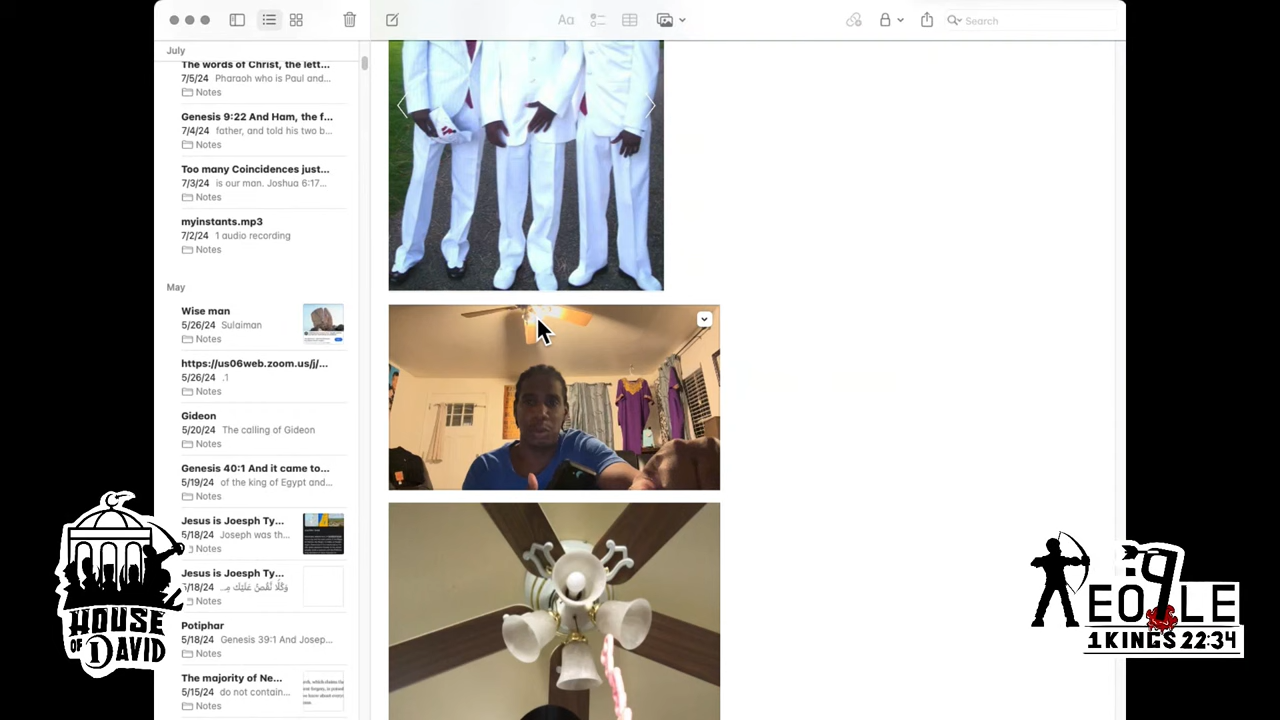 Aa
Search
July
The words of Christ, the lett...
7/5/24 Pharaoh who is Paul and...
Notes
Genesis 9:22 And Ham, the f...
7/4/24 father, and told his two b...
Notes
Too many Coincidences just...
7/3/24 is our man. Joshua 6:17...
Notes
myinstants.mp3
7/2/24 1 audio recording
Notes
May
Wise man
5/26/24 Sulaiman
Notes
https://us06web.zoom.us/j/...
5/26/24 .1
Notes
Gideon
5/20/24 The calling of Gideon
Notes
Genesis 40:1 And it came to...
5/19/24 of the king of Egypt and...
Notes
Jesus is Joesph Ty...
5/18/24 Joseph was th...
Notes
Jesus is Joesph Ty...
5/18/24 وَكُلًّا نَّقُصُّ عَلَيْكَ مِـ...
Notes
Potiphar
5/18/24 Genesis 39:1 And Josep...
Notes
The majority of Ne...
5/15/24 do not contain...
Notes
HOUSE
OF DAVID
EOPLE
1KINGS 22:34